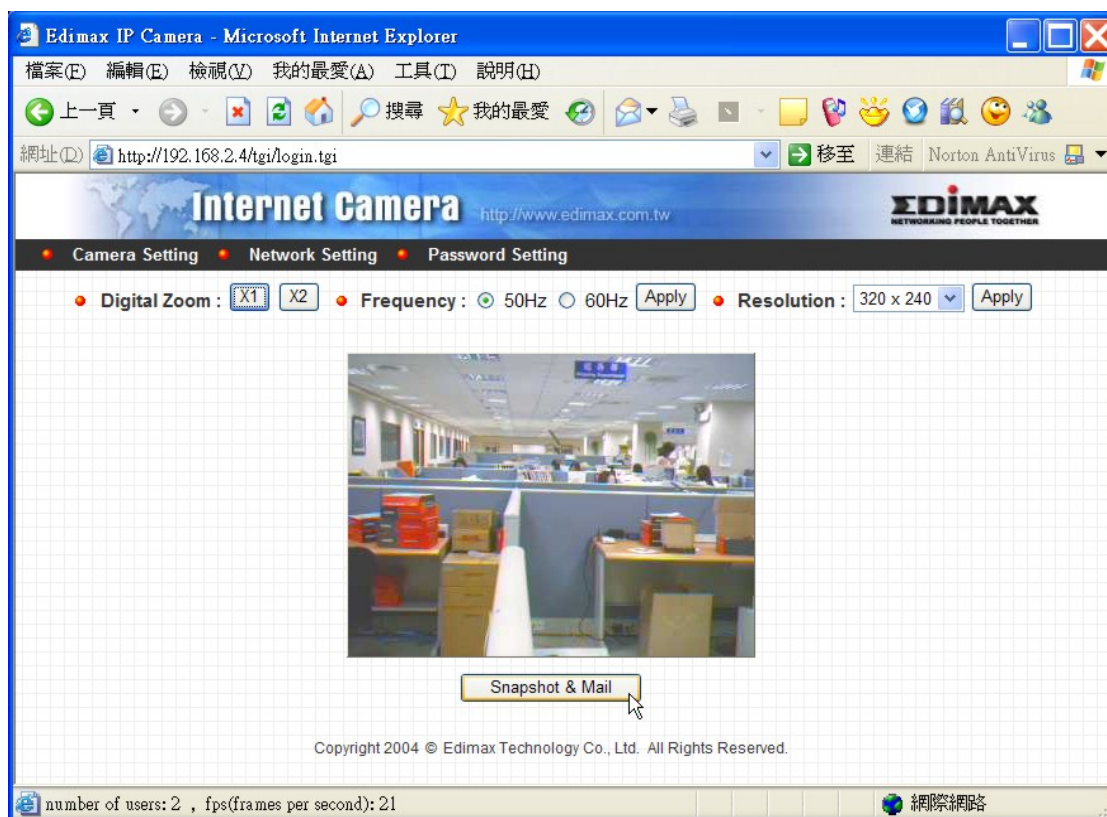 Edimax IP Camera - Microsoft Internet Explorer
檔案(F) 編輯(E) 檢視(V) 我的最愛(A) 工具(T) 說明(H)
上一頁 搜尋 我的最愛
網址(D) http://192.168.2.4/tgi/login.tgi 移至 連結 Norton AntiVirus
Internet Camera http://www.edimax.com.tw EDIMAX
NETWORKING PEOPLE TOGETHER
Camera Setting Network Setting Password Setting
Digital Zoom : X1 X2 Frequency : 50Hz 60Hz Apply Resolution : 320 x 240 Apply
Snapshot & Mail
Copyright 2004 © Edimax Technology Co., Ltd. All Rights Reserved.
number of users: 2 , fps(frames per second): 21 網際網路